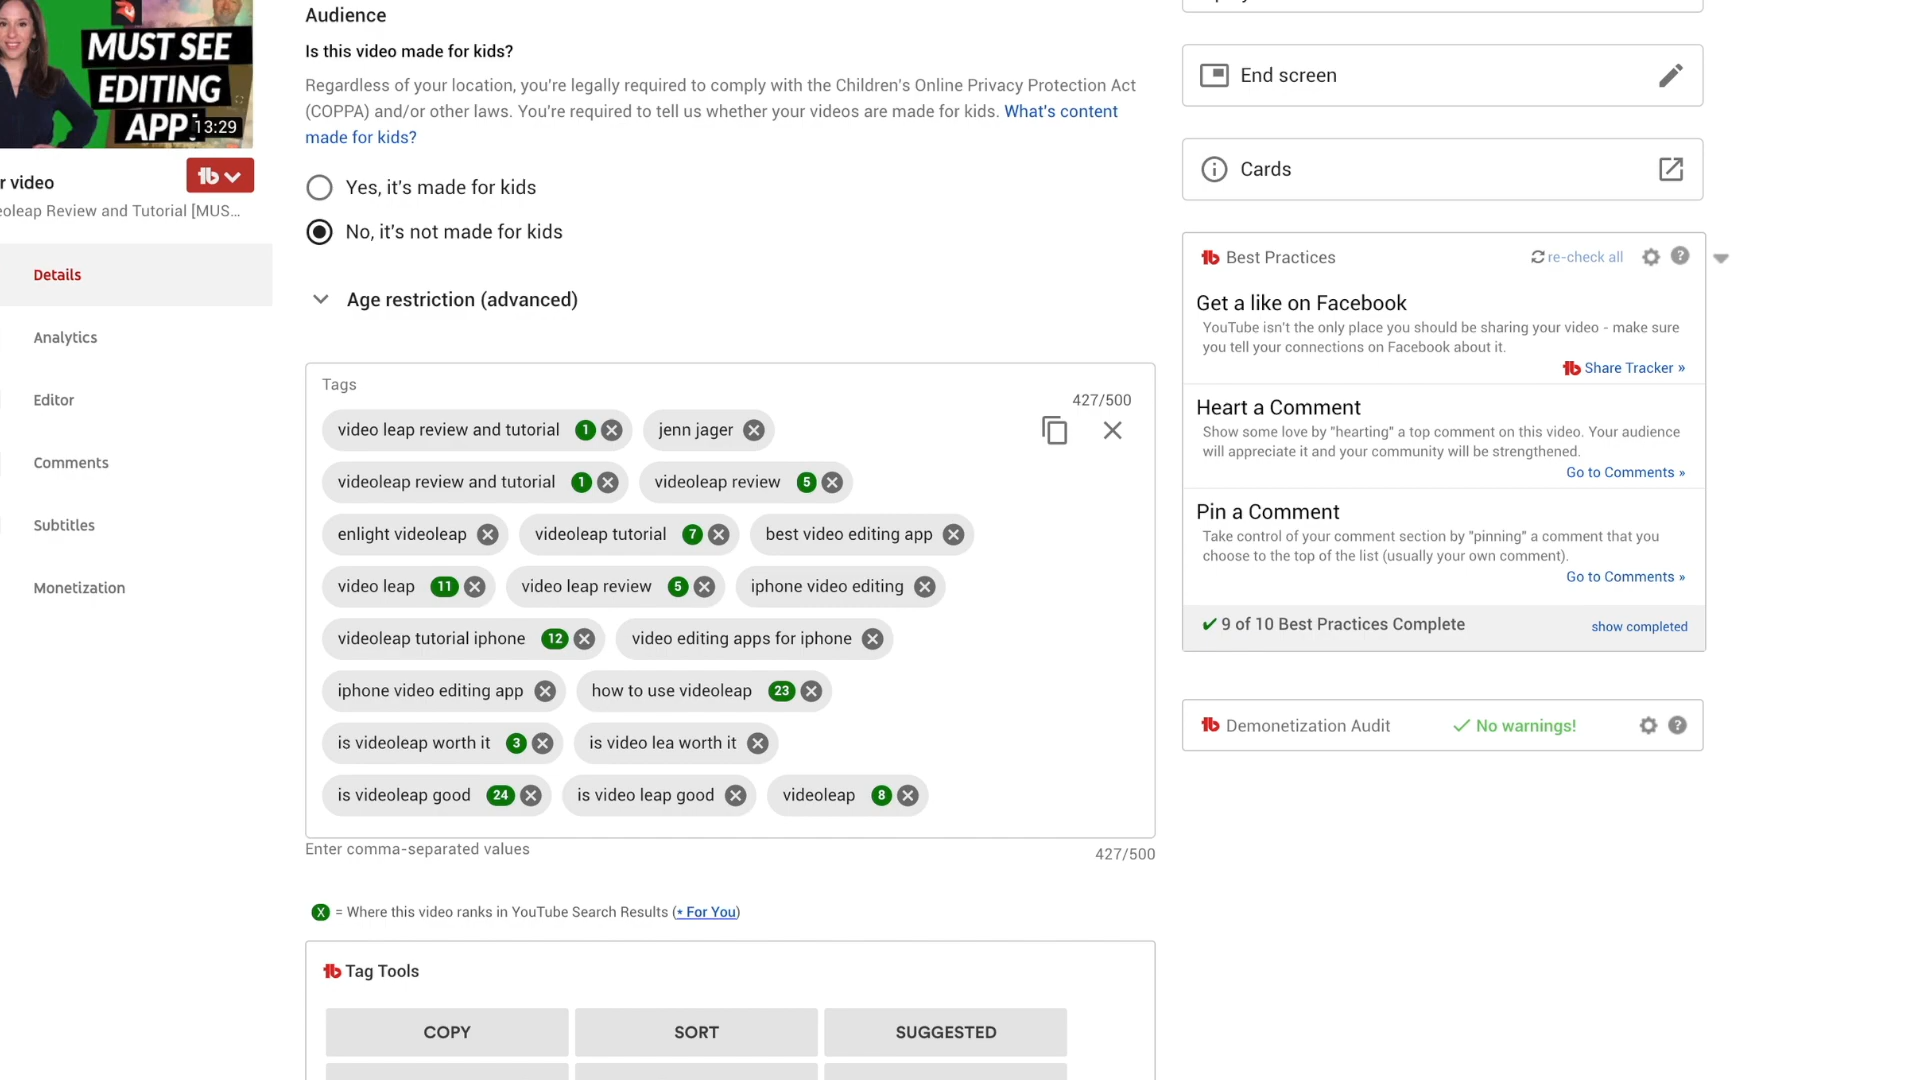 MUST SEE
EDITING
APP
13:29
r video
eoleap Review and Tutorial [MUS...
Details
Analytics
Editor
Comments
Subtitles
Monetization
Audience
Is this video made for kids?
Regardless of your location, you're legally required to comply with the Children's Online Privacy Protection Act
(COPPA) and/or other laws. You're required to tell us whether your videos are made for kids. What's content
made for kids?
Yes, it's made for kids
No, it's not made for kids
Age restriction (advanced)
Tags
427/500
video leap review and tutorial 1 jenn jager
videoleap review and tutorial 1 videoleap review 5
enlight videoleap videoleap tutorial 7 best video editing app
video leap 11 video leap review 5 iphone video editing
videoleap tutorial iphone 12 video editing apps for iphone
iphone video editing app how to use videoleap 23
is videoleap worth it 3 is video lea worth it
is videoleap good 24 is video leap good videoleap 8
Enter comma-separated values
427/500
X = Where this video ranks in YouTube Search Results (• For You)
tb Tag Tools
COPY SORT SUGGESTED
End screen
Cards
tb Best Practices re-check all ?
Get a like on Facebook
YouTube isn't the only place you should be sharing your video - make sure
you tell your connections on Facebook about it.
tb Share Tracker »
Heart a Comment
Show some love by "hearting" a top comment on this video. Your audience
will appreciate it and your community will be strengthened.
Go to Comments »
Pin a Comment
Take control of your comment section by "pinning" a comment that you
choose to the top of the list (usually your own comment).
Go to Comments »
✔ 9 of 10 Best Practices Complete show completed
tb Demonetization Audit ✓ No warnings! ?